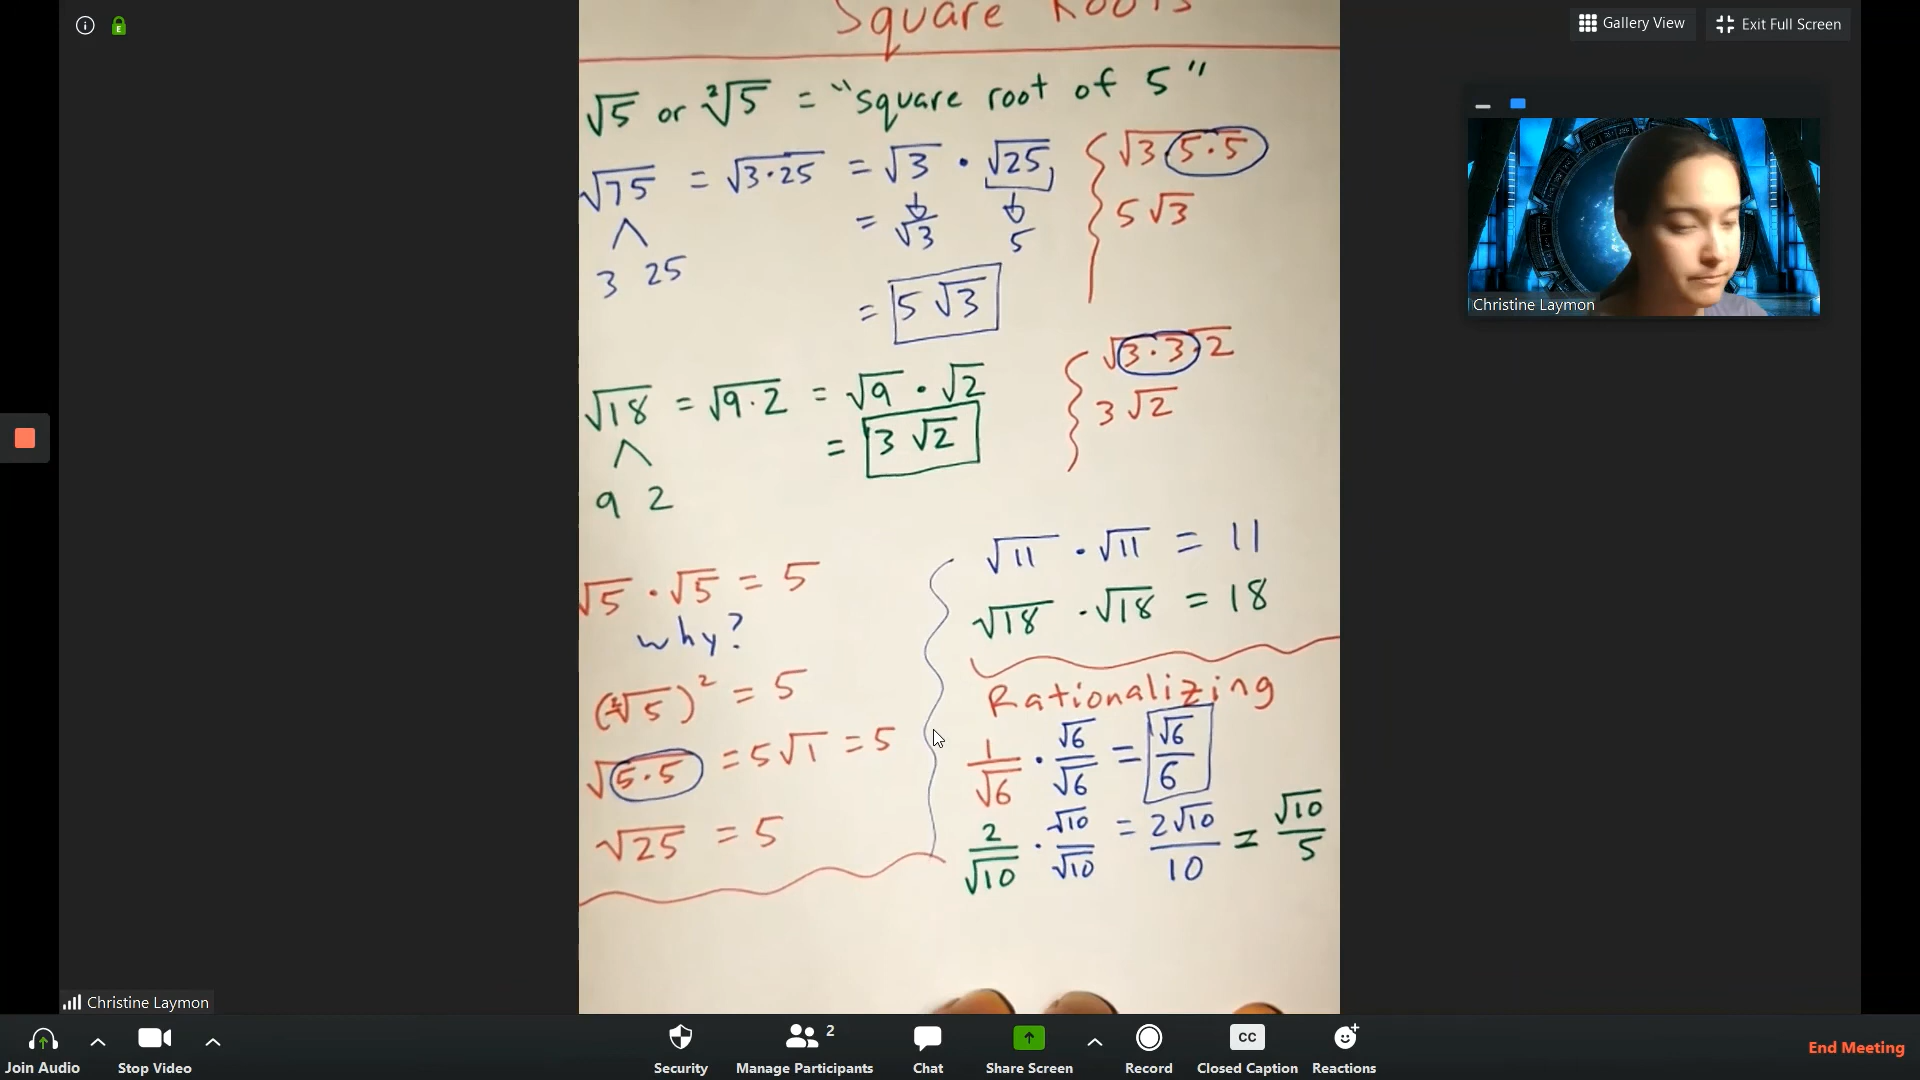 Gallery View
Exit Full Screen
Square Roots
√5 or ²√5 = "square root of 5"
√75 = √3·25 = √3 · √25
3 25
= √3 5
= 5√3
√3·5·5
5√3
√18 = √9·2 = √9 · √2
9 2
= 3√2
√3·3·2
3√2
√5 · √5 = 5
why?
(²√5)² = 5
√5·5 = 5√1 = 5
√25 = 5
√11 · √11 = 11
√18 · √18 = 18
Rationalizing
1/√6 · √6/√6 = √6/6
2/√10 · √10/√10 = 2√10/10 = √10/5
Christine Laymon
Christine Laymon
Join Audio
Stop Video
Security
Manage Participants 2
Chat
Share Screen
Record
CC
Closed Caption
Reactions
End Meeting